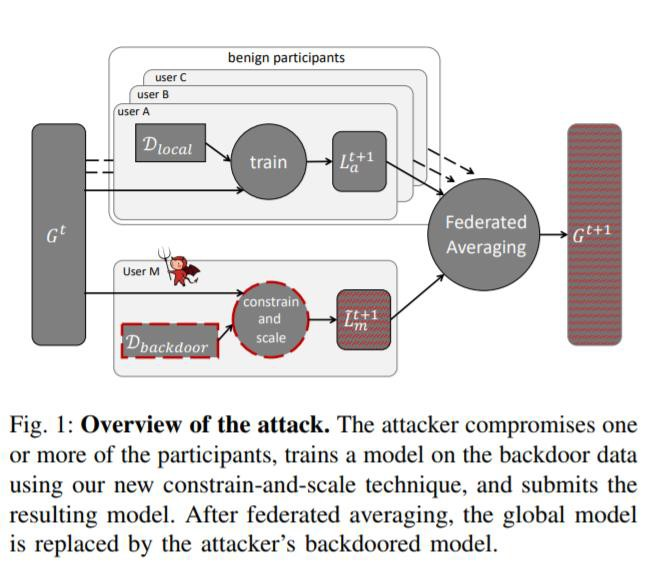 benign participants
user C
user B
user A
𝒟local
train
L_a^{t+1}
G^t
Federated
Averaging
G^{t+1}
User M
constrain
and
scale
𝒟backdoor
L̃_m^{t+1}
Fig. 1: Overview of the attack. The attacker compromises one
or more of the participants, trains a model on the backdoor data
using our new constrain-and-scale technique, and submits the
resulting model. After federated averaging, the global model
is replaced by the attacker's backdoored model.